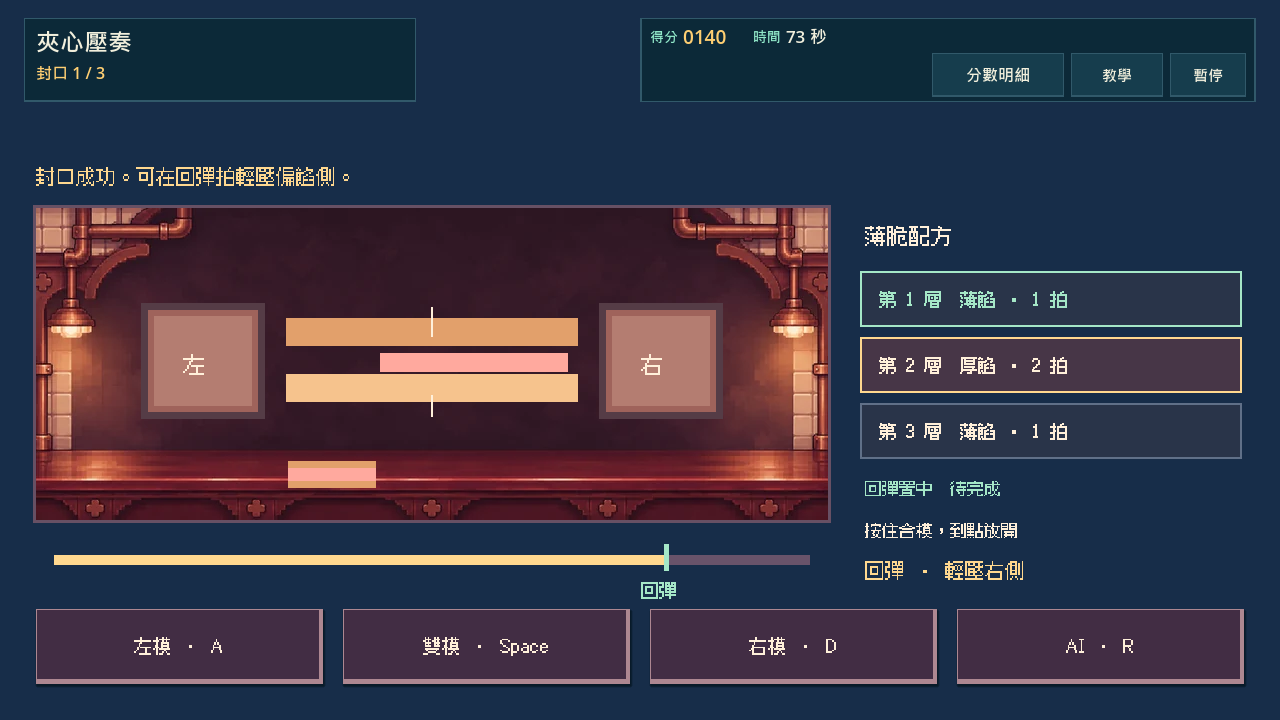 夾心壓奏
封口 1 / 3
得分 0140 時間 73 秒
分數明細 教學 暫停
封口成功。可在回彈拍輕壓偏餡側。
左 右
薄脆配方
第 1 層 薄餡 · 1 拍
第 2 層 厚餡 · 2 拍
第 3 層 薄餡 · 1 拍
回彈置中 待完成
按住合模，到點放開
回彈 · 輕壓右側
回彈
左模 · A
雙模 · Space
右模 · D
AI · R